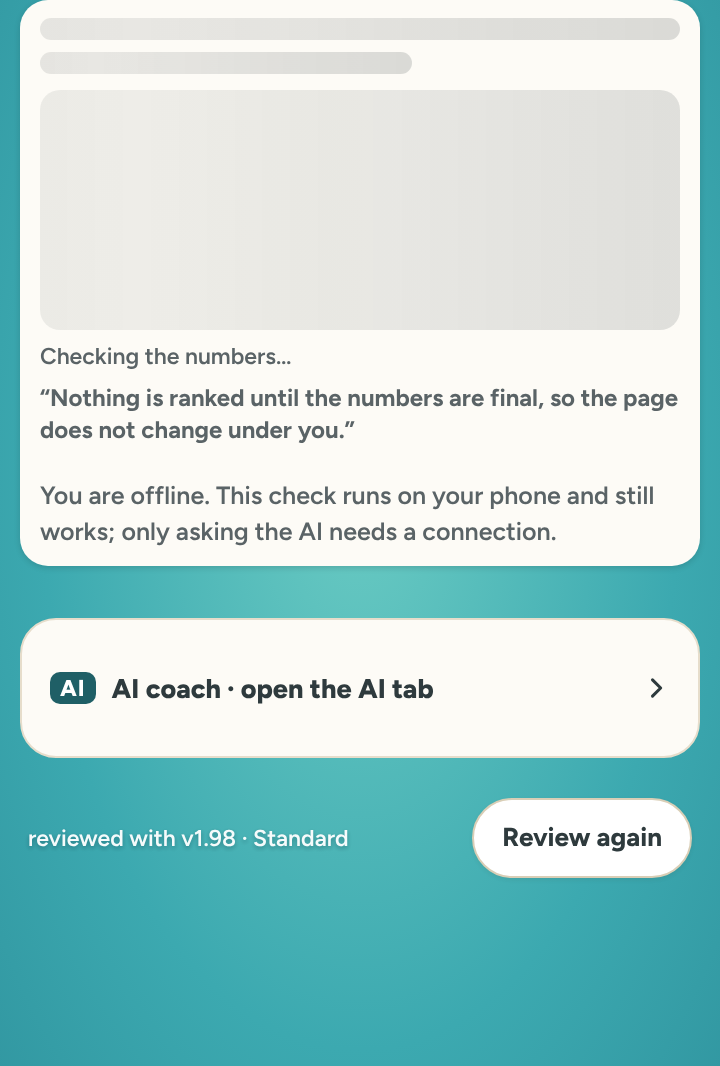 Checking the numbers…
“Nothing is ranked until the numbers are final, so the page
does not change under you.”
You are offline. This check runs on your phone and still
works; only asking the AI needs a connection.
AI AI coach · open the AI tab
reviewed with v1.98 · Standard
Review again